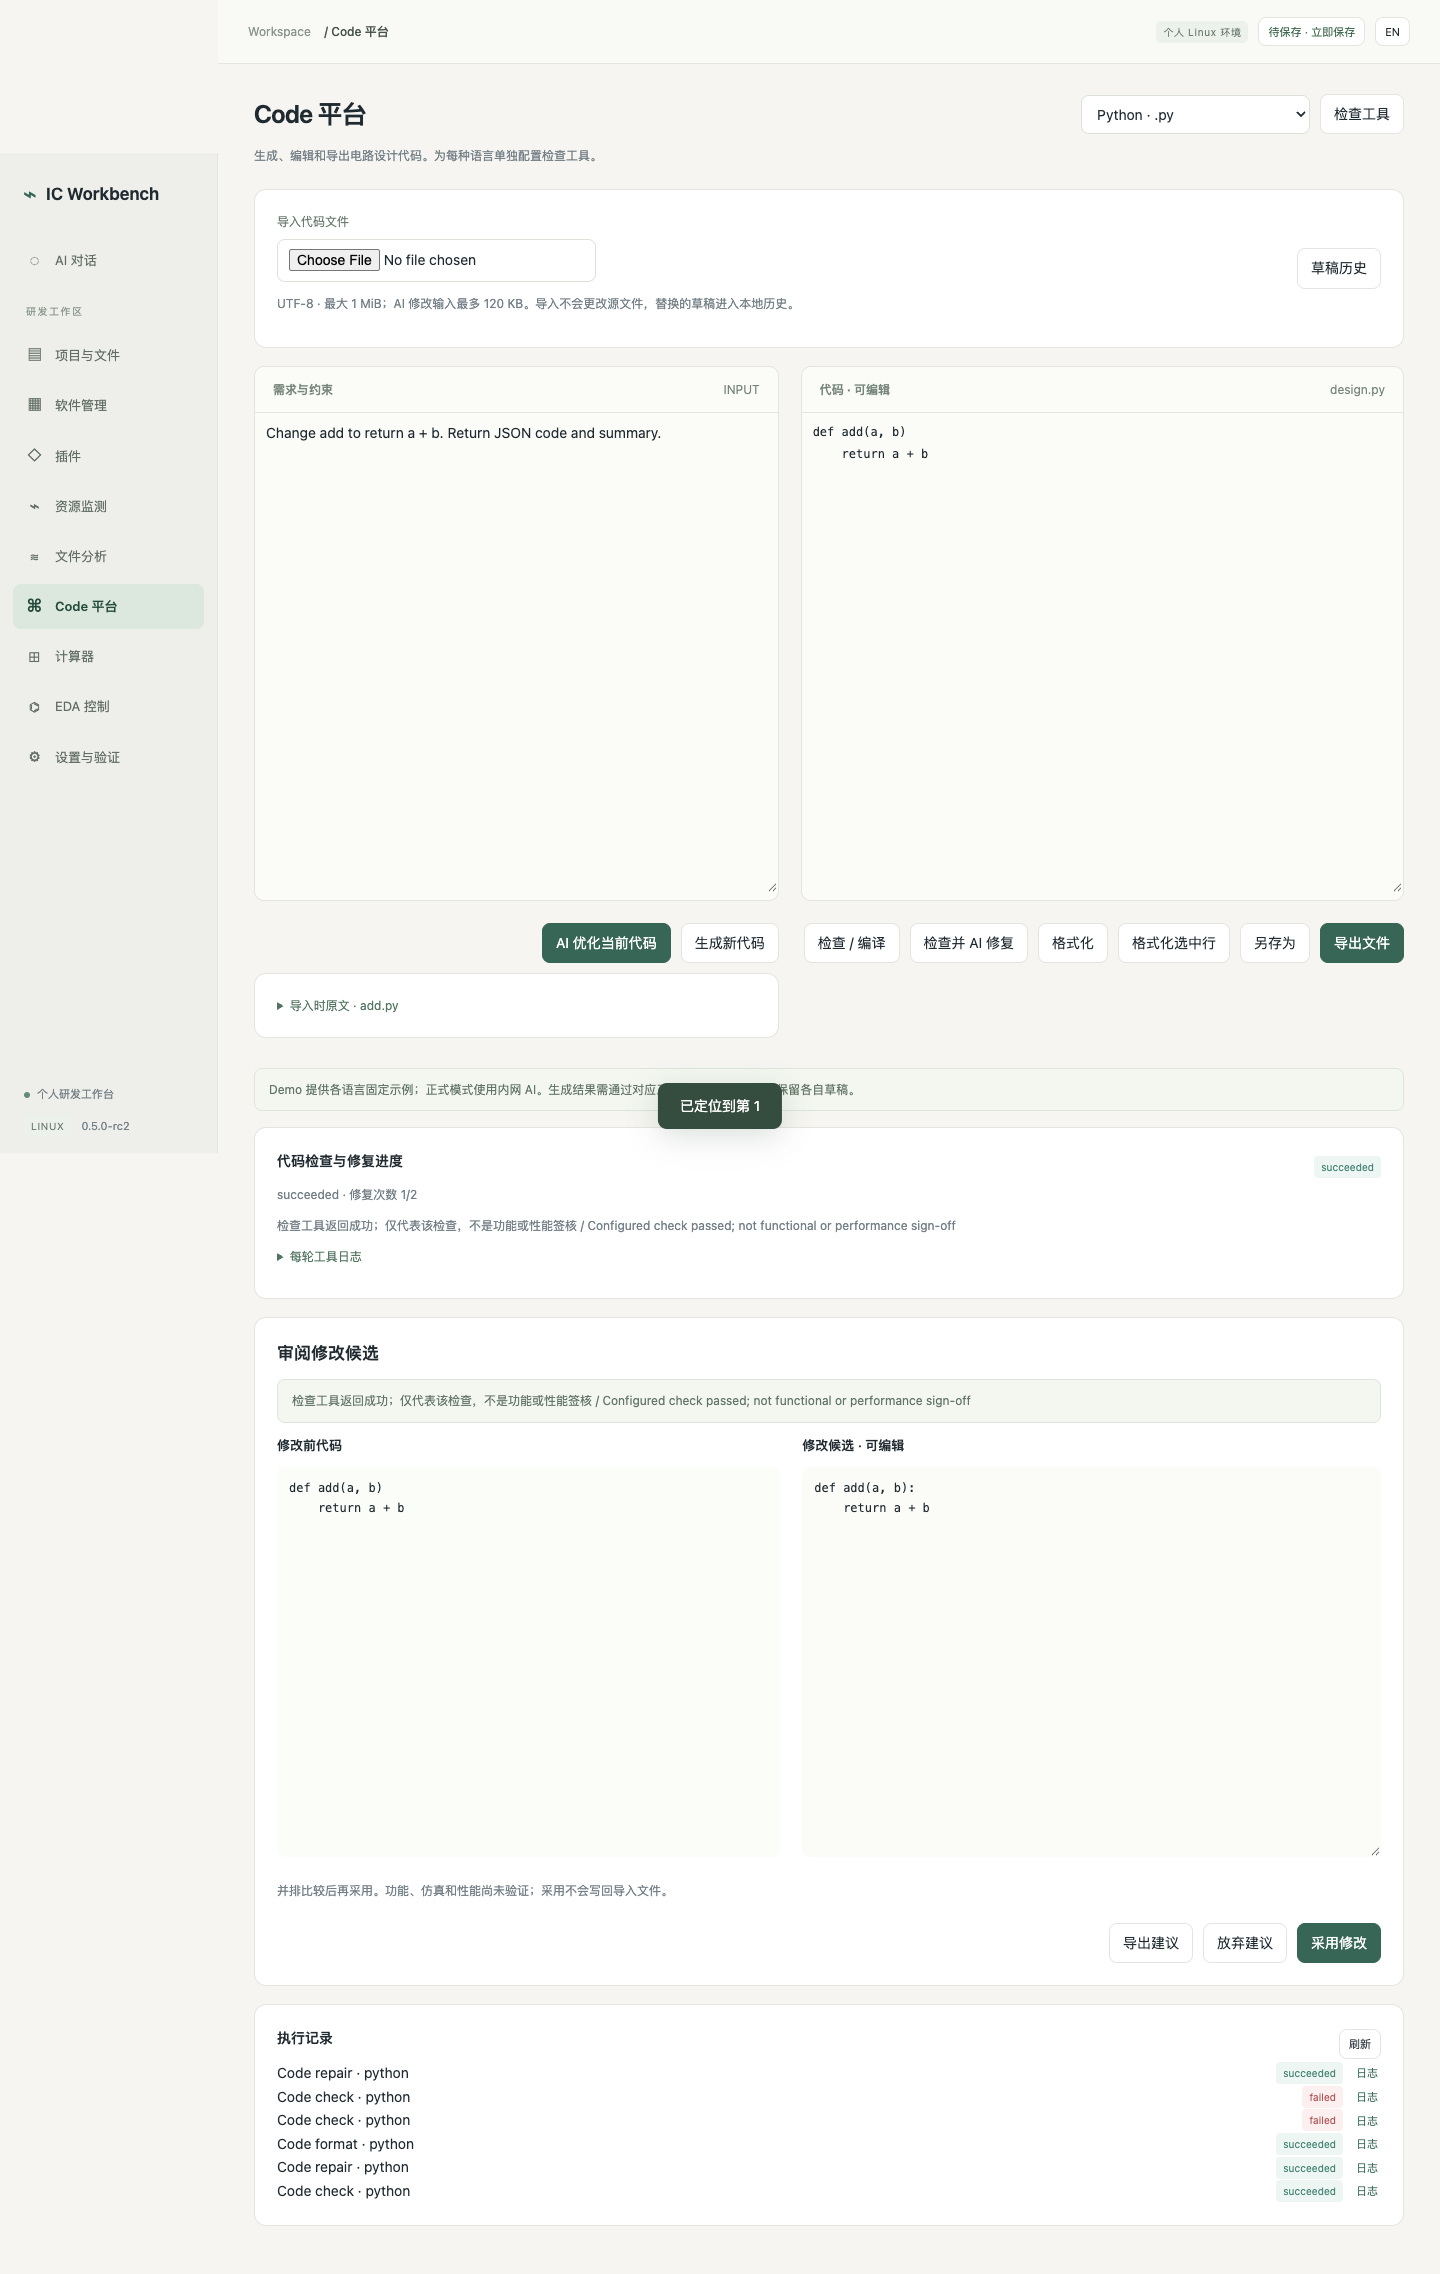 Workspace / Code 平台
个人 Linux 环境
待保存 · 立即保存
EN
IC Workbench
AI 对话
研发工作区
项目与文件
软件管理
插件
资源监测
文件分析
Code 平台
计算器
EDA 控制
设置与验证
个人研发工作台
LINUX 0.5.0-rc2
Code 平台
Python · .py
检查工具
生成、编辑和导出电路设计代码。为每种语言单独配置检查工具。
导入代码文件
Choose File No file chosen
草稿历史
UTF-8 · 最大 1 MiB；AI 修改输入最多 120 KB。导入不会更改源文件，替换的草稿进入本地历史。
需求与约束 INPUT
Change add to return a + b. Return JSON code and summary.
代码 · 可编辑 design.py
def add(a, b)
    return a + b
AI 优化当前代码 生成新代码
检查 / 编译 检查并 AI 修复 格式化 格式化选中行 另存为 导出文件
▶ 导入时原文 · add.py
Demo 提供各语言固定示例；正式模式使用内网 AI。生成结果需通过对应 保留各自草稿。
已定位到第 1
代码检查与修复进度 succeeded
succeeded · 修复次数 1/2
检查工具返回成功；仅代表该检查，不是功能或性能签核 / Configured check passed; not functional or performance sign-off
▶ 每轮工具日志
审阅修改候选
检查工具返回成功；仅代表该检查，不是功能或性能签核 / Configured check passed; not functional or performance sign-off
修改前代码
def add(a, b)
    return a + b
修改候选 · 可编辑
def add(a, b):
    return a + b
并排比较后再采用。功能、仿真和性能尚未验证；采用不会写回导入文件。
导出建议 放弃建议 采用修改
执行记录 刷新
Code repair · python succeeded 日志
Code check · python failed 日志
Code check · python failed 日志
Code format · python succeeded 日志
Code repair · python succeeded 日志
Code check · python succeeded 日志